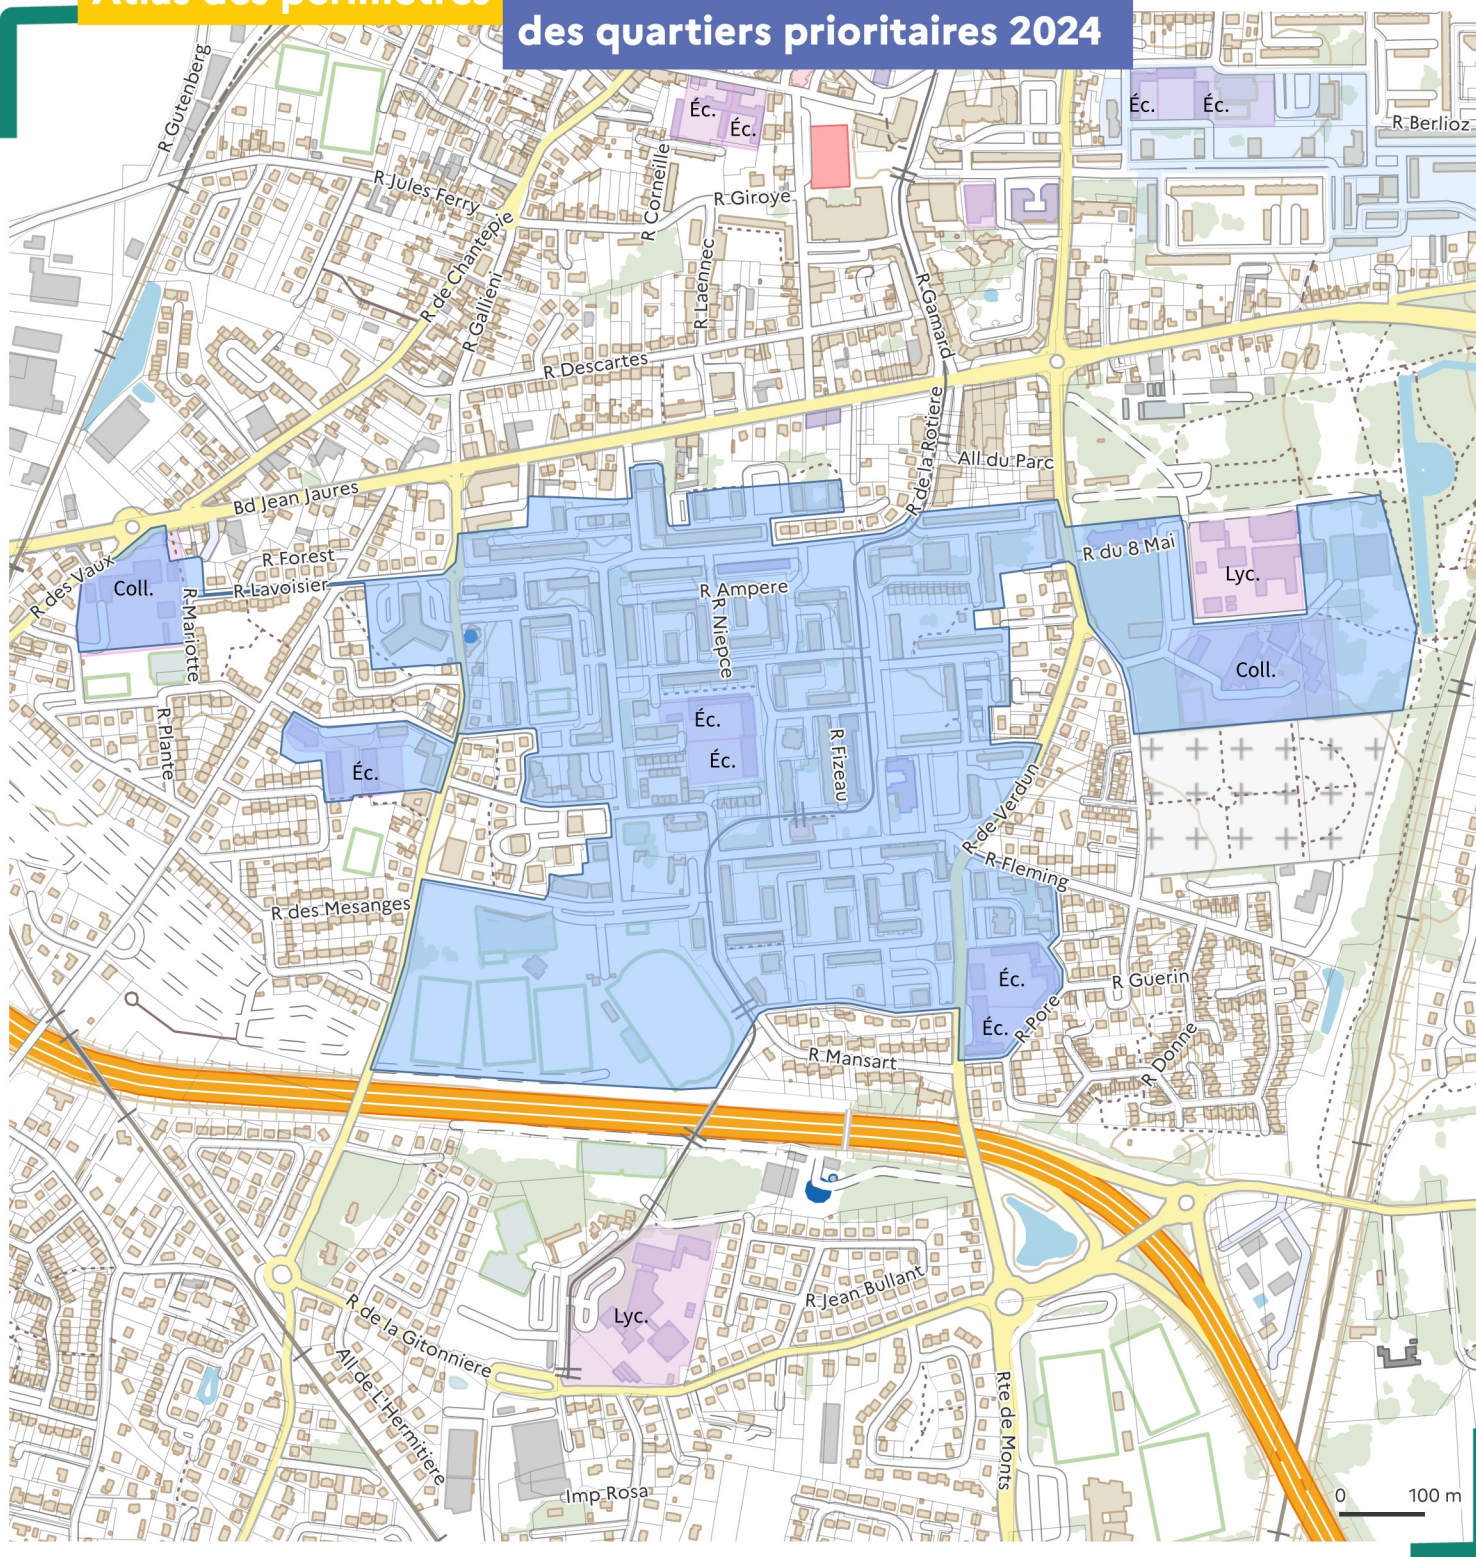 Atlas des périmètres
des quartiers prioritaires 2024
R Gutenberg
Éc.
Éc.
Éc.
Éc.
R Berlioz
R Jules Ferry
R Corneille
R Giroye
R de Chantepie
R Gallieni
R Laennec
R Gamard
R Descartes
R de la Rotiere
All du Parc
Bd Jean Jaures
R des Vaux
Coll.
R Forest
R Lavoisier
R Mariotte
R Ampere
R Niepce
R du 8 Mai
Lyc.
Coll.
R Plante
Éc.
Éc.
Éc.
R Fizeau
R de Verdun
R Fleming
R des Mesanges
Éc.
Éc.
R Pore
R Guerin
R Donne
R Mansart
Lyc.
R Jean Bullant
R de la Gitonniere
All de L'Hermitiere
Rte de Monts
Imp Rosa
0 100 m